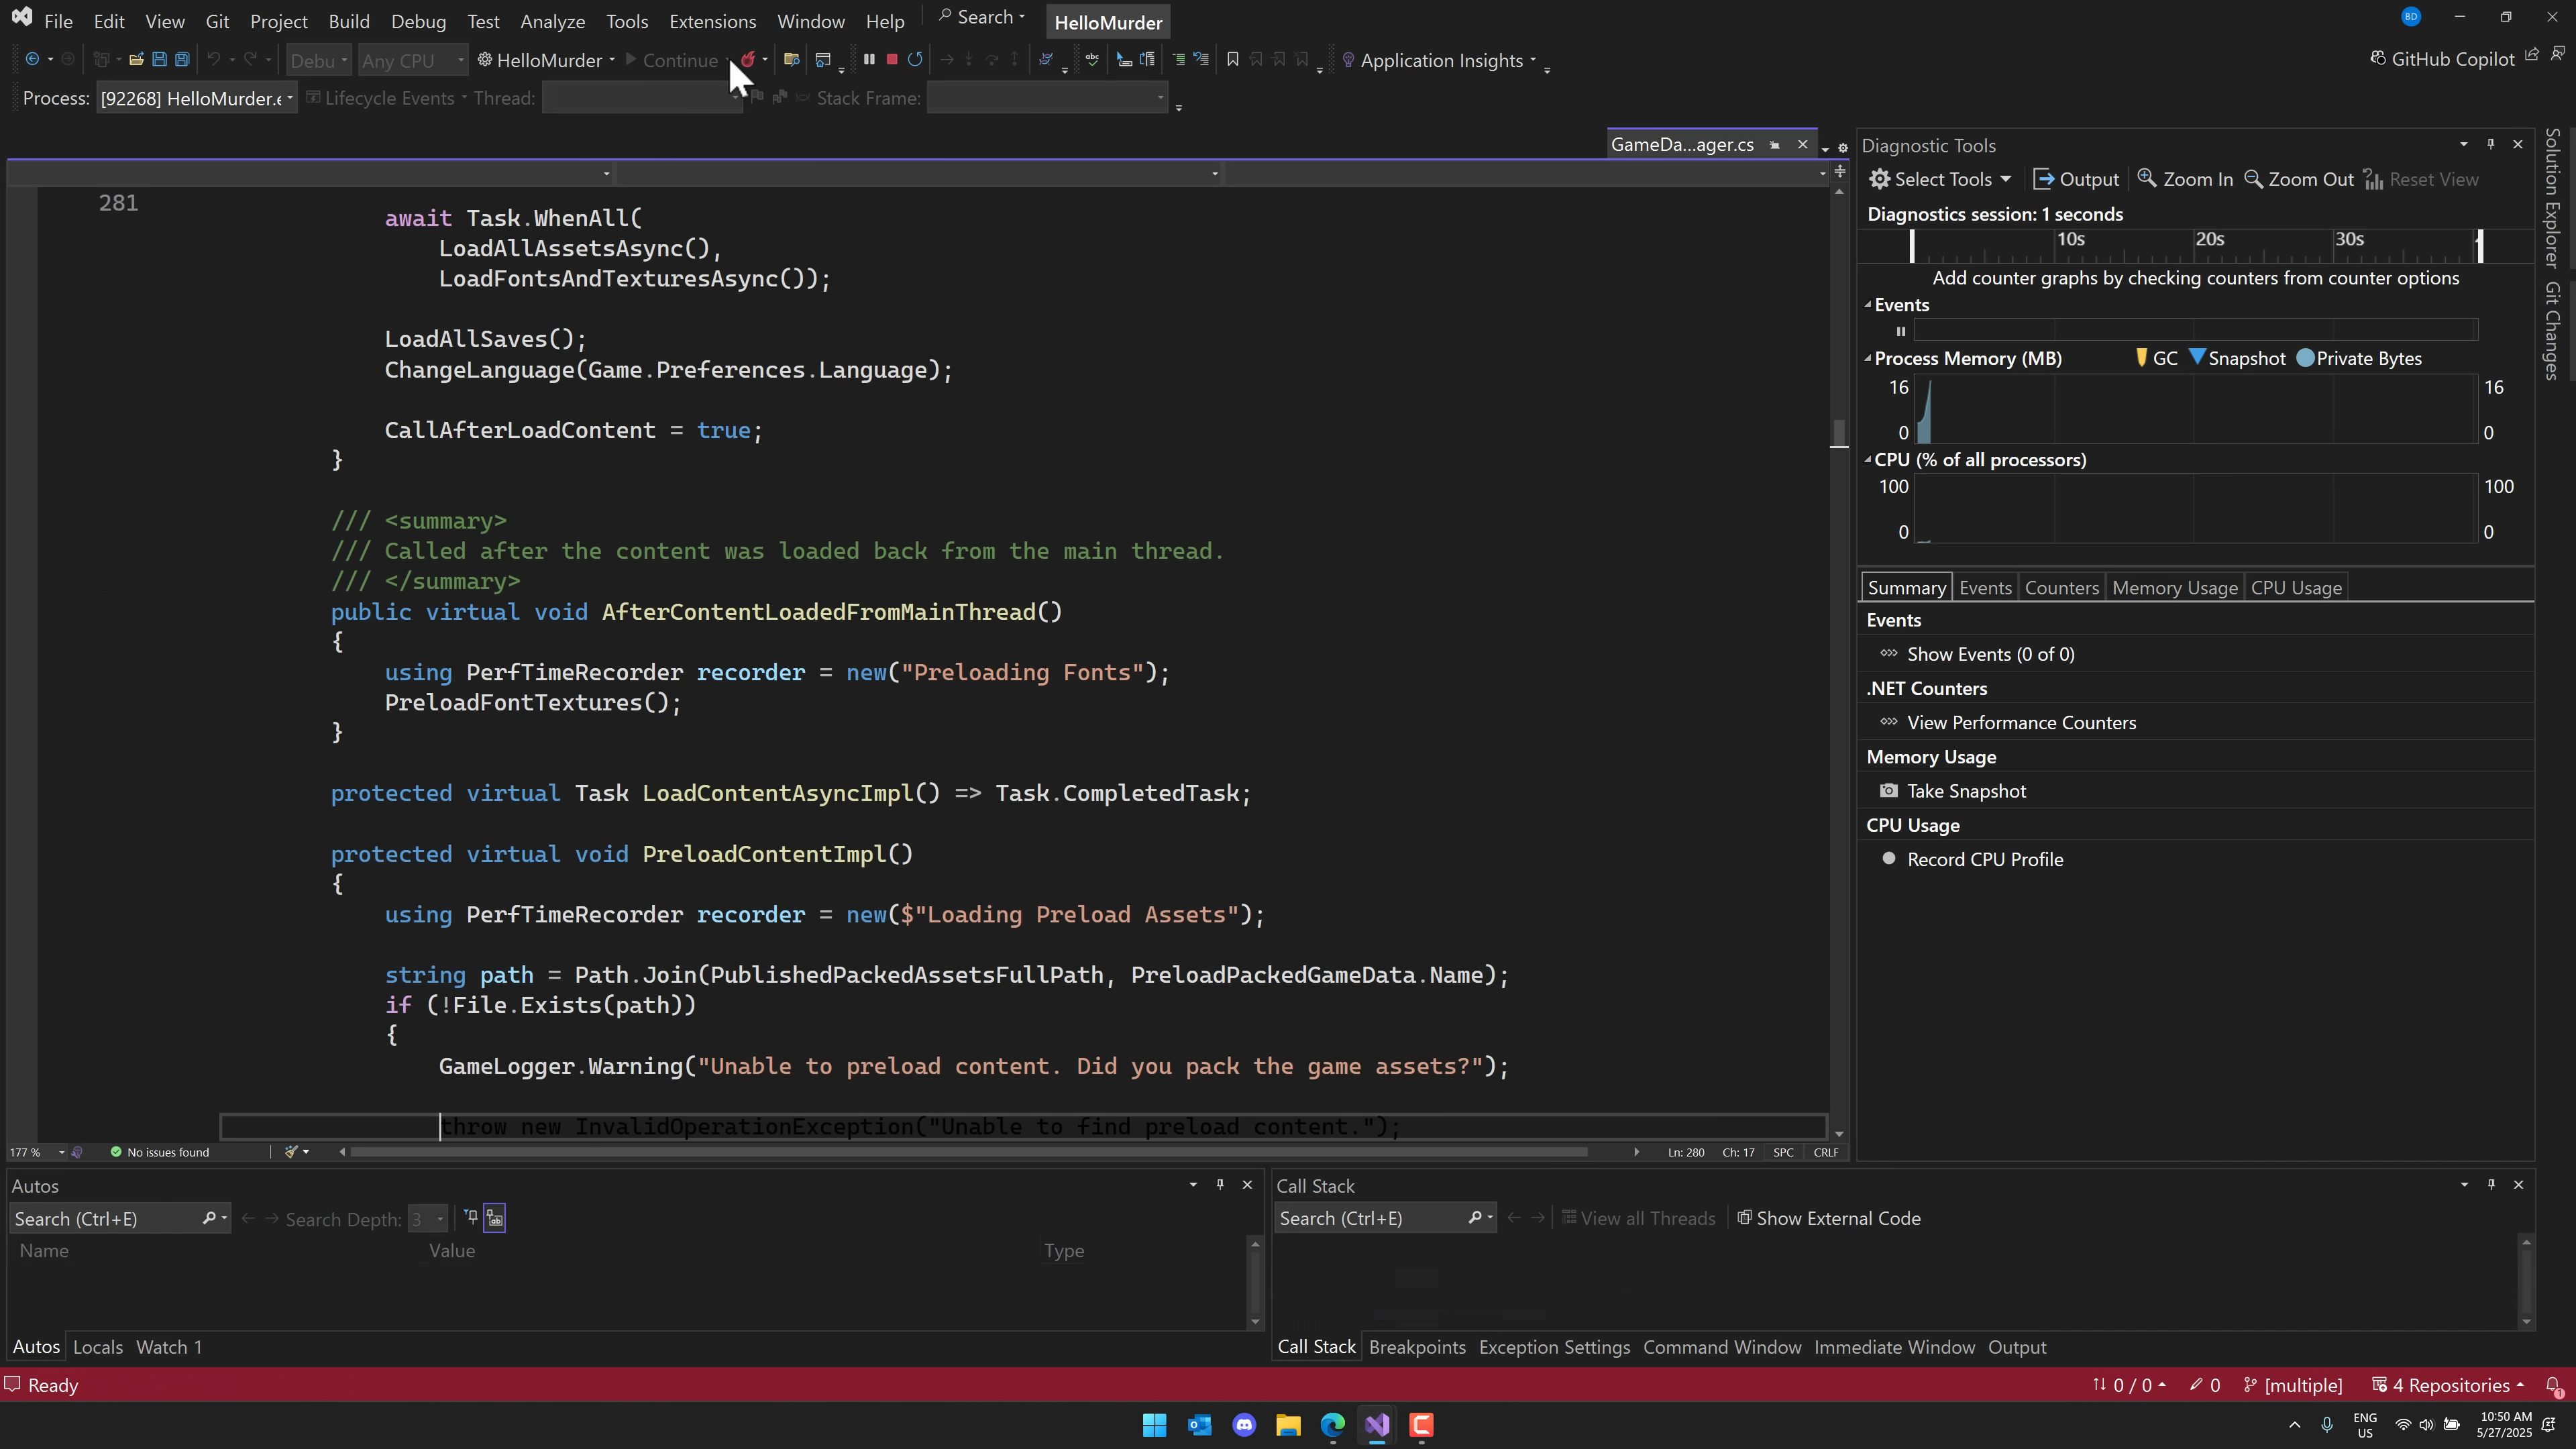 File Edit View Git Project Build Debug Test Analyze Tools Extensions Window Help Search HelloMurder BD
Debu Any CPU HelloMurder Continue Application Insights GitHub Copilot
Process: [92268] HelloMurder.e Lifecycle Events Thread: Stack Frame:
GameDa...ager.cs
281
await Task.WhenAll(
LoadAllAssetsAsync(),
LoadFontsAndTexturesAsync());
LoadAllSaves();
ChangeLanguage(Game.Preferences.Language);
CallAfterLoadContent = true;
}
/// <summary>
/// Called after the content was loaded back from the main thread.
/// </summary>
public virtual void AfterContentLoadedFromMainThread()
{
using PerfTimeRecorder recorder = new("Preloading Fonts");
PreloadFontTextures();
}
protected virtual Task LoadContentAsyncImpl() => Task.CompletedTask;
protected virtual void PreloadContentImpl()
{
using PerfTimeRecorder recorder = new($"Loading Preload Assets");
string path = Path.Join(PublishedPackedAssetsFullPath, PreloadPackedGameData.Name);
if (!File.Exists(path))
{
GameLogger.Warning("Unable to preload content. Did you pack the game assets?");
throw new InvalidOperationException("Unable to find preload content.");
177 % No issues found Ln: 280 Ch: 17 SPC CRLF
Diagnostic Tools
Select Tools Output Zoom In Zoom Out Reset View
Diagnostics session: 1 seconds
10s 20s 30s
Add counter graphs by checking counters from counter options
Events
Process Memory (MB) GC Snapshot Private Bytes
16 16
0 0
CPU (% of all processors)
100 100
0 0
Summary Events Counters Memory Usage CPU Usage
Events
Show Events (0 of 0)
.NET Counters
View Performance Counters
Memory Usage
Take Snapshot
CPU Usage
Record CPU Profile
Solution Explorer
Git Changes
Autos
Search (Ctrl+E) Search Depth: 3
Name Value Type
Autos Locals Watch 1
Call Stack
Search (Ctrl+E) View all Threads Show External Code
Call Stack Breakpoints Exception Settings Command Window Immediate Window Output
Ready 0 / 0 0 [multiple] 4 Repositories 1
ENG
US
10:50 AM
5/27/2025